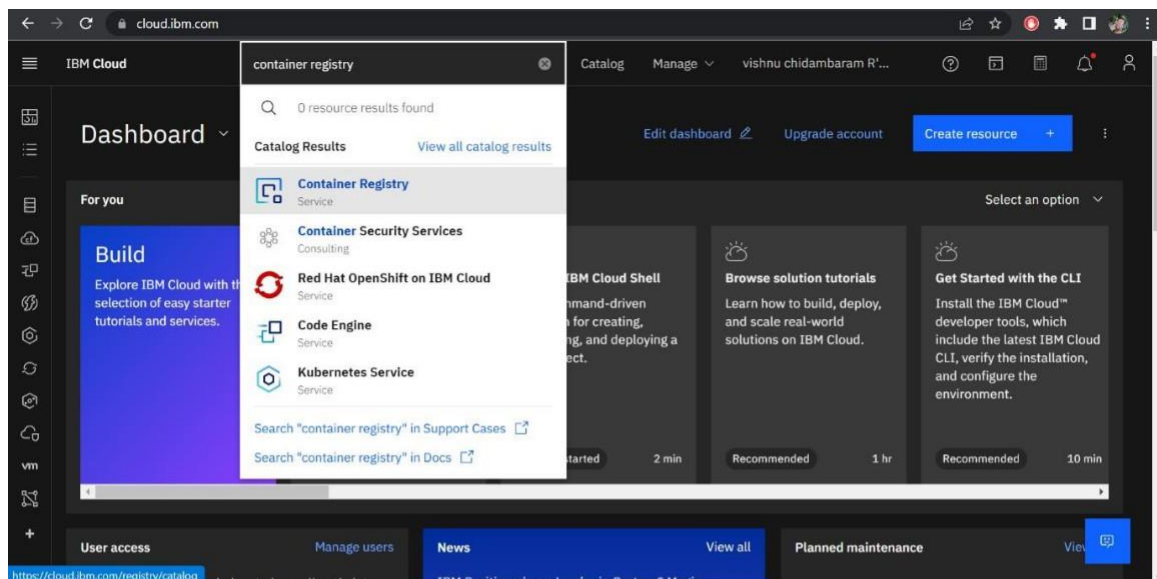 cloud.ibm.com
IBM Cloud
container registry
Catalog
Manage
vishnu chidambaram R'...
0 resource results found
Dashboard
Edit dashboard
Upgrade account
Create resource +
Catalog Results
View all catalog results
Container Registry
Service
For you
Select an option
Container Security Services
Consulting
Red Hat OpenShift on IBM Cloud
Service
Code Engine
Service
Kubernetes Service
Service
Search "container registry" in Support Cases
Search "container registry" in Docs
Build
Explore IBM Cloud with th
selection of easy starter
tutorials and services.
IBM Cloud Shell
for creating,
ng, and deploying a
ect.
started
2 min
Browse solution tutorials
Learn how to build, deploy,
and scale real-world
solutions on IBM Cloud.
Recommended
1 hr
Get Started with the CLI
Install the IBM Cloud™
developer tools, which
include the latest IBM Cloud
CLI, verify the installation,
and configure the
environment.
Recommended
10 min
vm
User access
Manage users
News
View all
Planned maintenance
View
https://cloud.ibm.com/registry/catalog